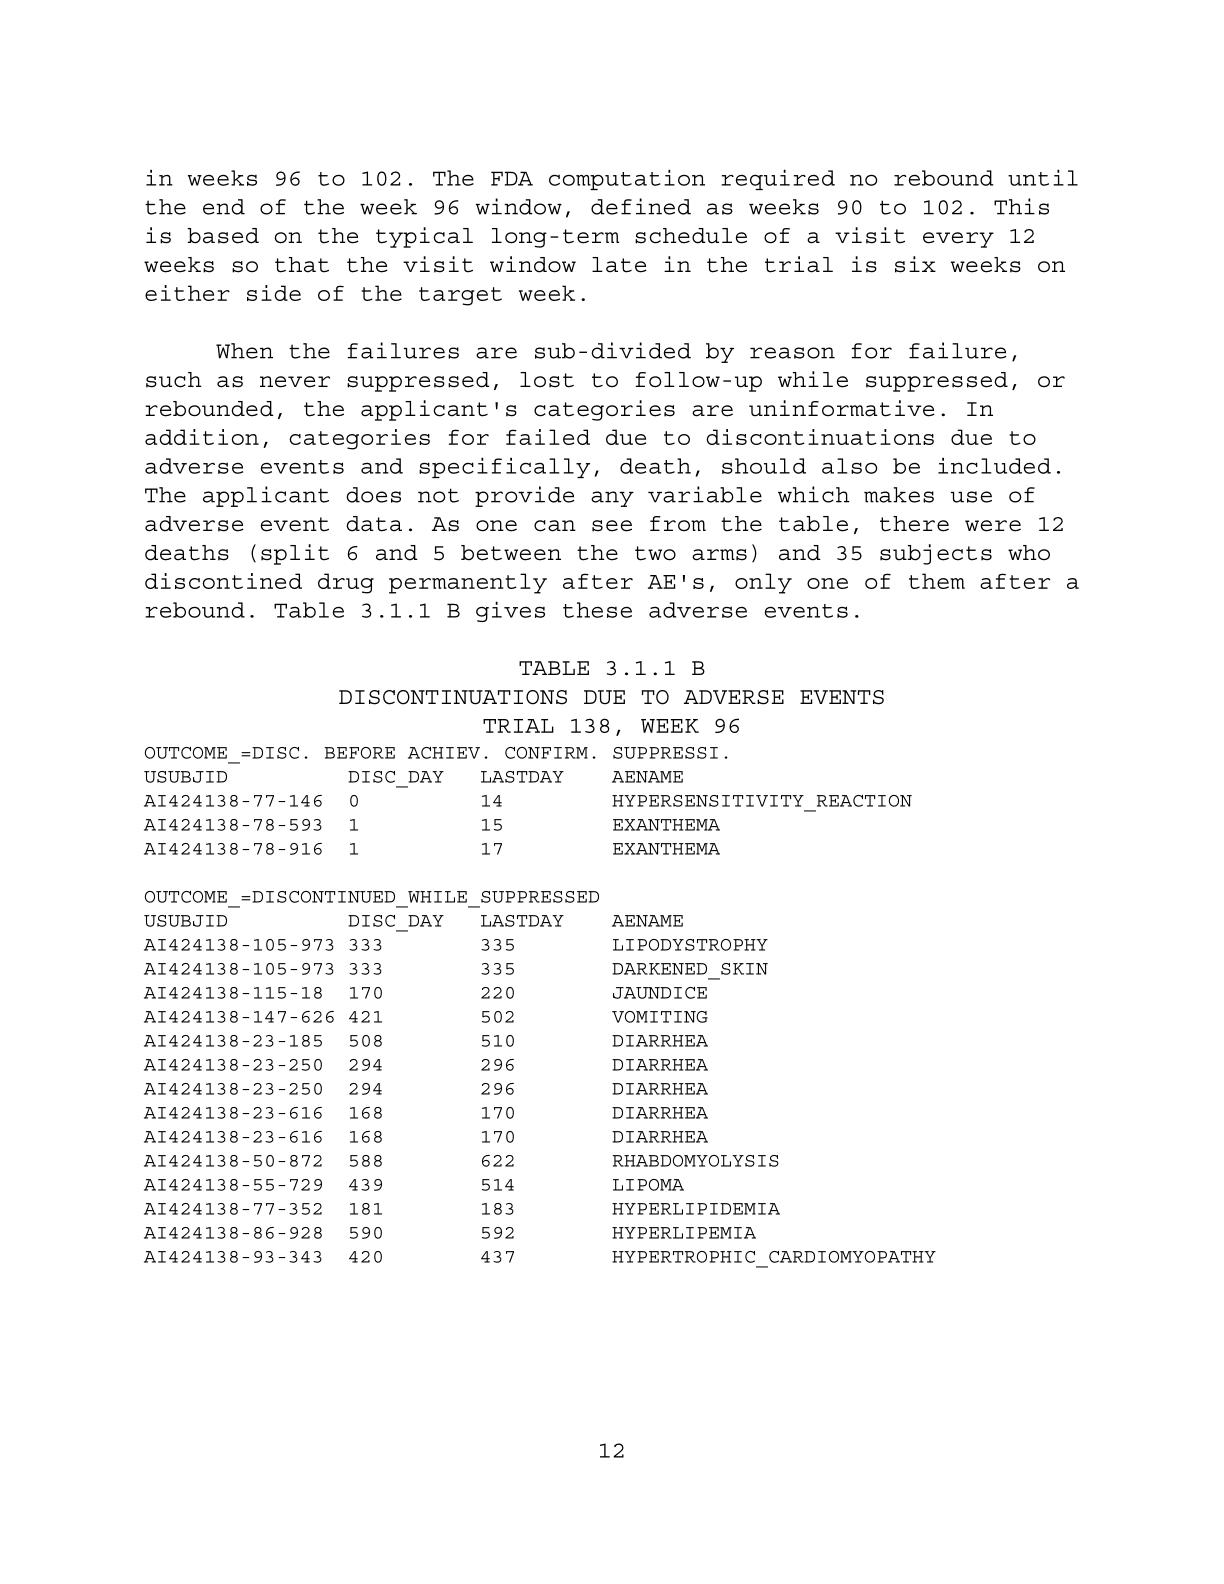 in weeks 96 to 102. The FDA computation required no rebound until
the end of the week 96 window, defined as weeks 90 to 102. This
is based on the typical long-term schedule of a visit every 12
weeks so that the visit window late in the trial is six weeks on
either side of the target week.
When the failures are sub-divided by reason for failure,
such as never suppressed, lost to follow-up while suppressed, or
rebounded, the applicant's categories are uninformative. In
addition, categories for failed due to discontinuations due to
adverse events and specifically, death, should also be included.
The applicant does not provide any variable which makes use of
adverse event data. As one can see from the table, there were 12
deaths (split 6 and 5 between the two arms) and 35 subjects who
discontined drug permanently after AE's, only one of them after a
rebound. Table 3.1.1 B gives these adverse events.
TABLE 3.1.1 B
DISCONTINUATIONS DUE TO ADVERSE EVENTS
TRIAL 138, WEEK 96
OUTCOME_=DISC. BEFORE ACHIEV. CONFIRM. SUPPRESSI.
USUBJID DISC_DAY LASTDAY AENAME
AI424138-77-146 0 14 HYPERSENSITIVITY_REACTION
AI424138-78-593 1 15 EXANTHEMA
AI424138-78-916 1 17 EXANTHEMA
OUTCOME_=DISCONTINUED_WHILE_SUPPRESSED
USUBJID DISC_DAY LASTDAY AENAME
AI424138-105-973 333 335 LIPODYSTROPHY
AI424138-105-973 333 335 DARKENED_SKIN
AI424138-115-18 170 220 JAUNDICE
AI424138-147-626 421 502 VOMITING
AI424138-23-185 508 510 DIARRHEA
AI424138-23-250 294 296 DIARRHEA
AI424138-23-250 294 296 DIARRHEA
AI424138-23-616 168 170 DIARRHEA
AI424138-23-616 168 170 DIARRHEA
AI424138-50-872 588 622 RHABDOMYOLYSIS
AI424138-55-729 439 514 LIPOMA
AI424138-77-352 181 183 HYPERLIPIDEMIA
AI424138-86-928 590 592 HYPERLIPEMIA
AI424138-93-343 420 437 HYPERTROPHIC_CARDIOMYOPATHY
12